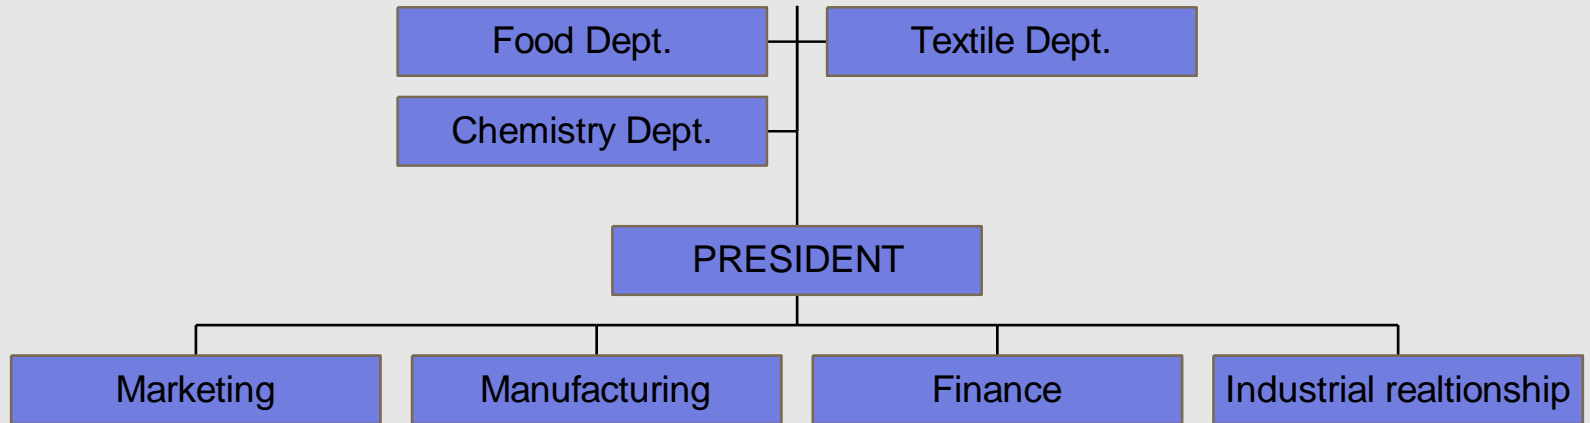 Food Dept.
Textile Dept.
Chemistry Dept.
PRESIDENT
Marketing
Manufacturing
Finance
Industrial realtionship